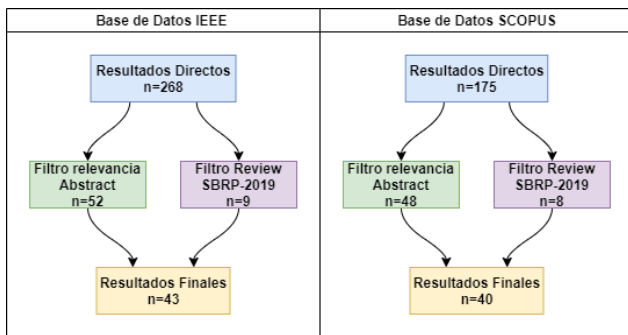 Base de Datos IEEE
Resultados Directos
n=268
Filtro relevancia
Abstract
n=52
Filtro Review
SBRP-2019
n=9
Resultados Finales
n=43
Base de Datos SCOPUS
Resultados Directos
n=175
Filtro relevancia
Abstract
n=48
Filtro Review
SBRP-2019
n=8
Resultados Finales
n=40